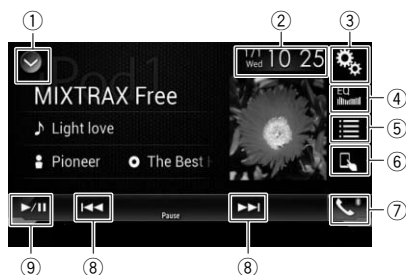 ① ② ③
1/1
Wed 10 25
iPod1
MIXTRAX Free
EQ
④
♪ Light love
⑤
Pioneer The Best
⑥
⑦
Pause
⑨ ⑧ ⑧